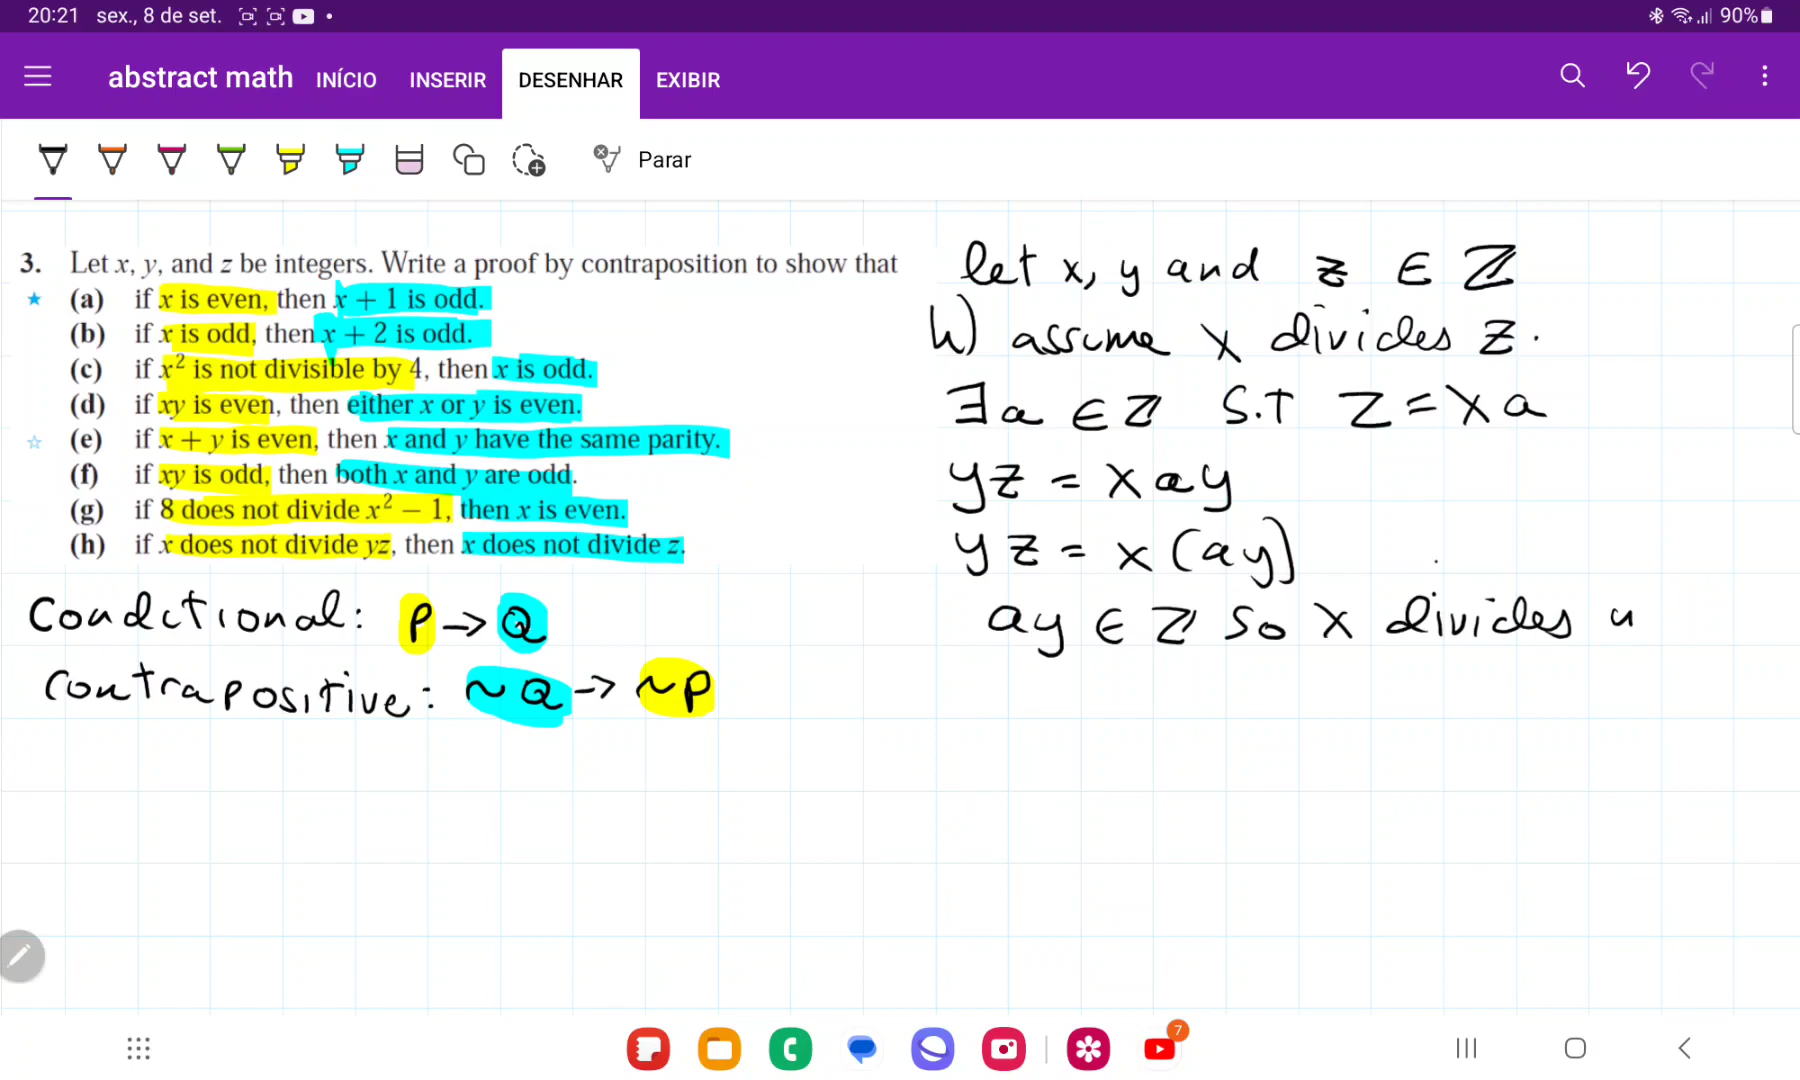 20:21 sex., 8 de set. 90%
abstract math INÍCIO INSERIR DESENHAR EXIBIR
Parar
3. Let x, y, and z be integers. Write a proof by contraposition to show that
★ (a) if x is even, then x + 1 is odd.
(b) if x is odd, then x + 2 is odd.
(c) if x² is not divisible by 4, then x is odd.
(d) if xy is even, then either x or y is even.
☆ (e) if x + y is even, then x and y have the same parity.
(f) if xy is odd, then both x and y are odd.
(g) if 8 does not divide x² − 1, then x is even.
(h) if x does not divide yz, then x does not divide z.
Conditional: P → Q
Contrapositive: ~Q → ~P
let x, y and z ∈ ℤ
h) assume x divides z.
∃a ∈ ℤ S.T z = xa
yz = xay
yz = x(ay)
ay ∈ ℤ So x divides
7